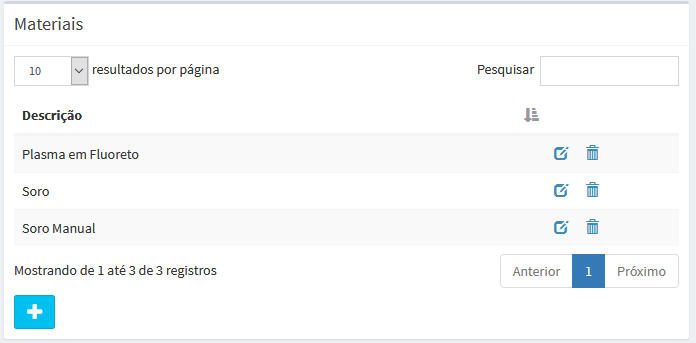 Materiais
10 resultados por página Pesquisar
Descrição
Plasma em Fluoreto
Soro
Soro Manual
Mostrando de 1 até 3 de 3 registros Anterior 1 Próximo